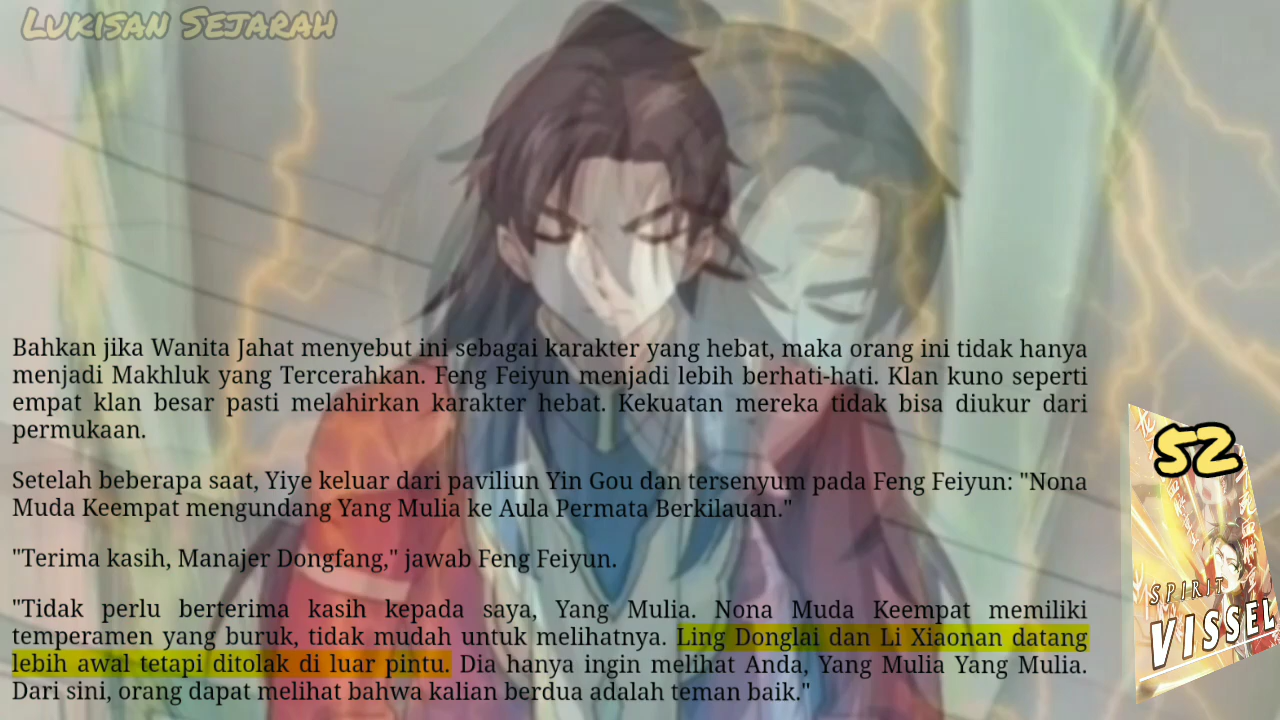 Lukisan Sejarah
Bahkan jika Wanita Jahat menyebut ini sebagai karakter yang hebat, maka orang ini tidak hanya
menjadi Makhluk yang Tercerahkan. Feng Feiyun menjadi lebih berhati-hati. Klan kuno seperti
empat klan besar pasti melahirkan karakter hebat. Kekuatan mereka tidak bisa diukur dari
permukaan.
Setelah beberapa saat, Yiye keluar dari paviliun Yin Gou dan tersenyum pada Feng Feiyun: "Nona
Muda Keempat mengundang Yang Mulia ke Aula Permata Berkilauan."
"Terima kasih, Manajer Dongfang," jawab Feng Feiyun.
"Tidak perlu berterima kasih kepada saya, Yang Mulia. Nona Muda Keempat memiliki
temperamen yang buruk, tidak mudah untuk melihatnya. Ling Donglai dan Li Xiaonan datang
lebih awal tetapi ditolak di luar pintu. Dia hanya ingin melihat Anda, Yang Mulia Yang Mulia.
Dari sini, orang dapat melihat bahwa kalian berdua adalah teman baik."
52
SPIRIT
VISSEL